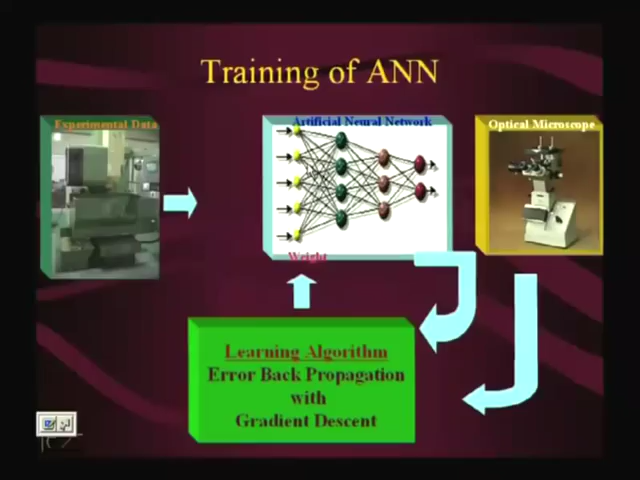 Training of ANN
Experimental Data
Artificial Neural Network
Optical Microscope
Weight
Learning Algorithm
Error Back Propagation
with
Gradient Descent